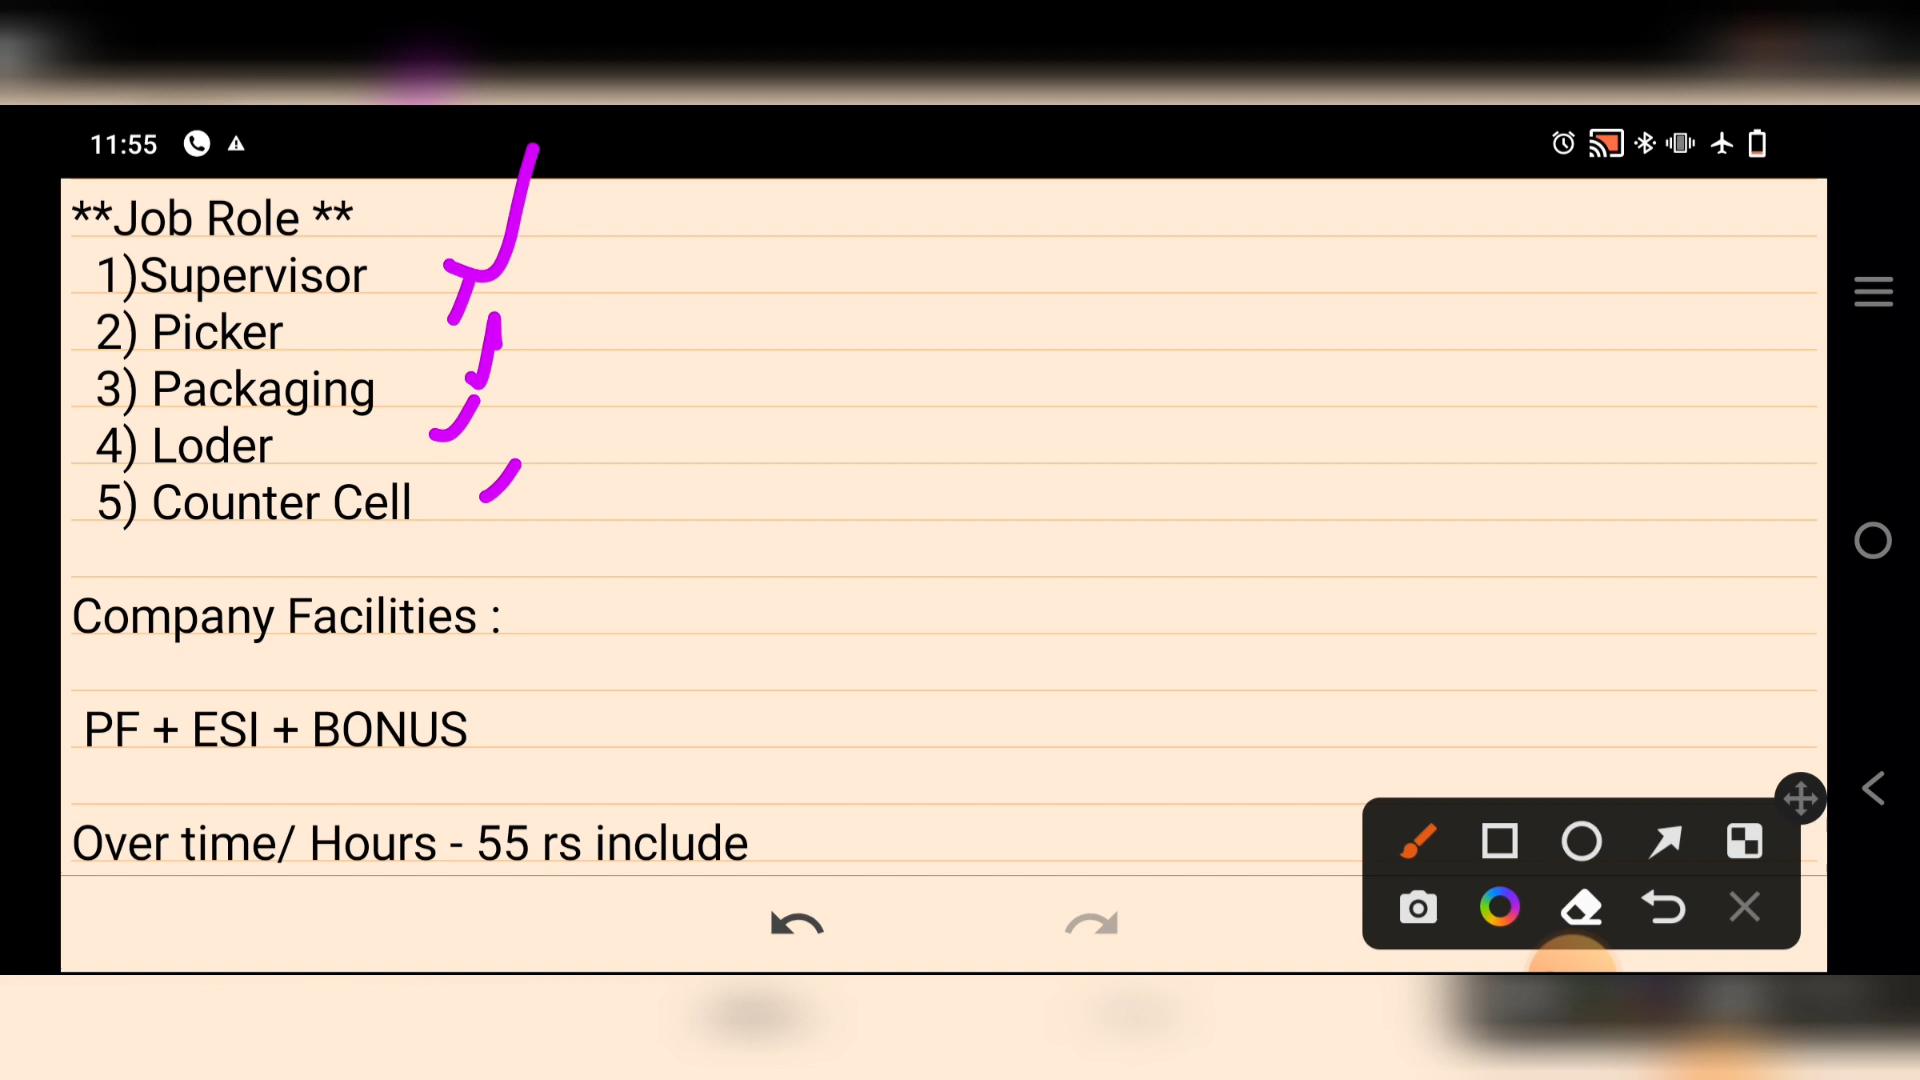 11:55
**Job Role **
1)Supervisor
2) Picker
3) Packaging
4) Loder
5) Counter Cell
Company Facilities :
PF + ESI + BONUS
Over time/ Hours - 55 rs include